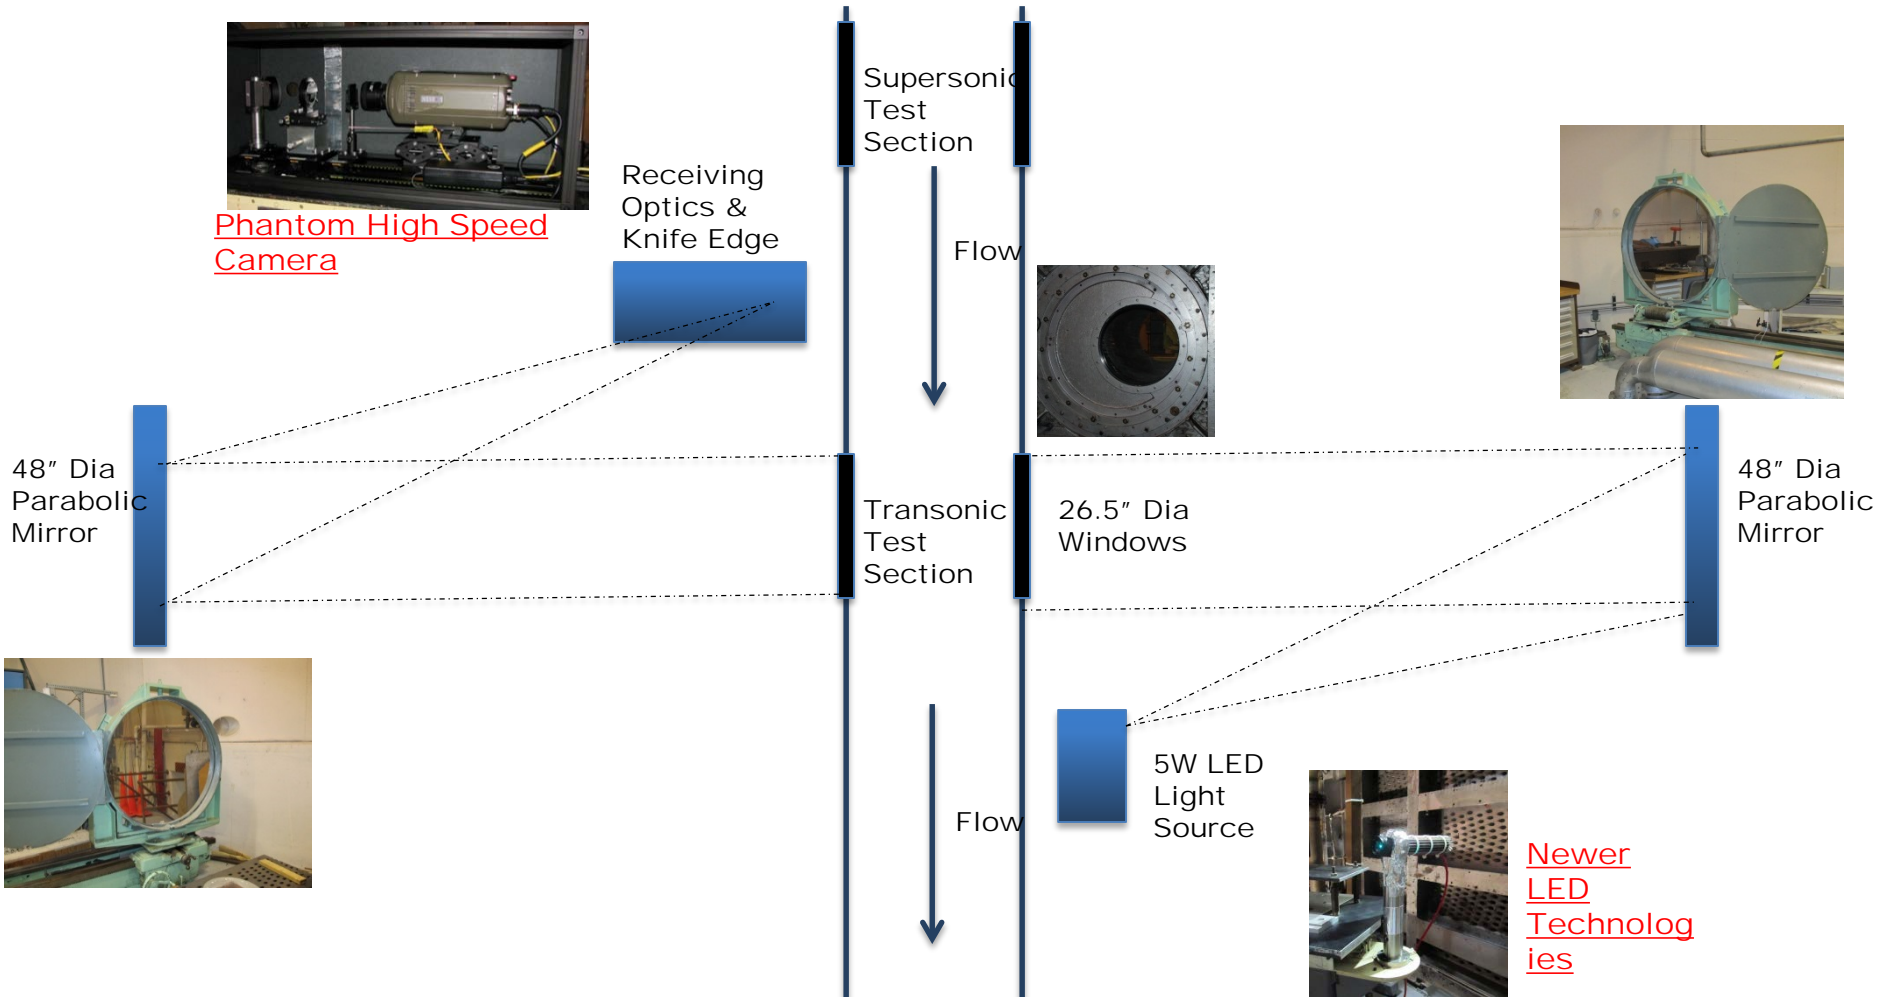 Supersonic
Test
Section
Receiving
Optics &
Knife Edge
Phantom High Speed
Camera
Flow
48" Dia
Parabolic
Mirror
Transonic
Test
Section
26.5" Dia
Windows
48" Dia
Parabolic
Mirror
5W LED
Light
Source
Flow
Newer
LED
Technolog
ies